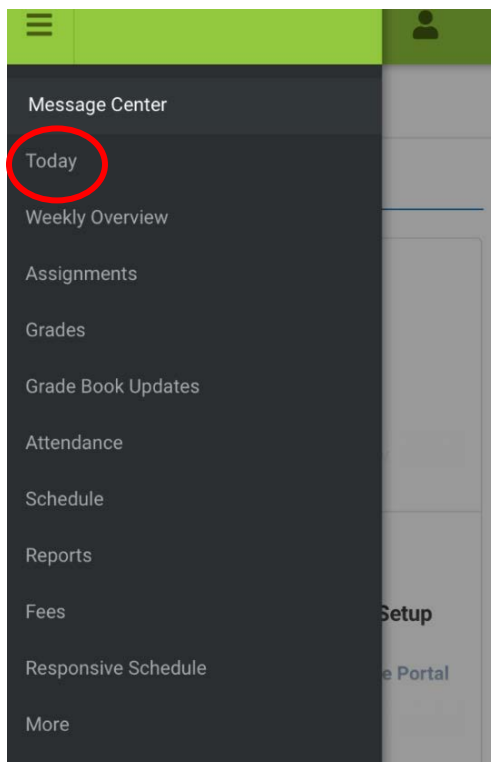 Message Center
Today
Weekly Overview
Assignments
Grades
Grade Book Updates
Attendance
Schedule
Reports
Fees
Setup
Responsive Schedule
e Portal
More